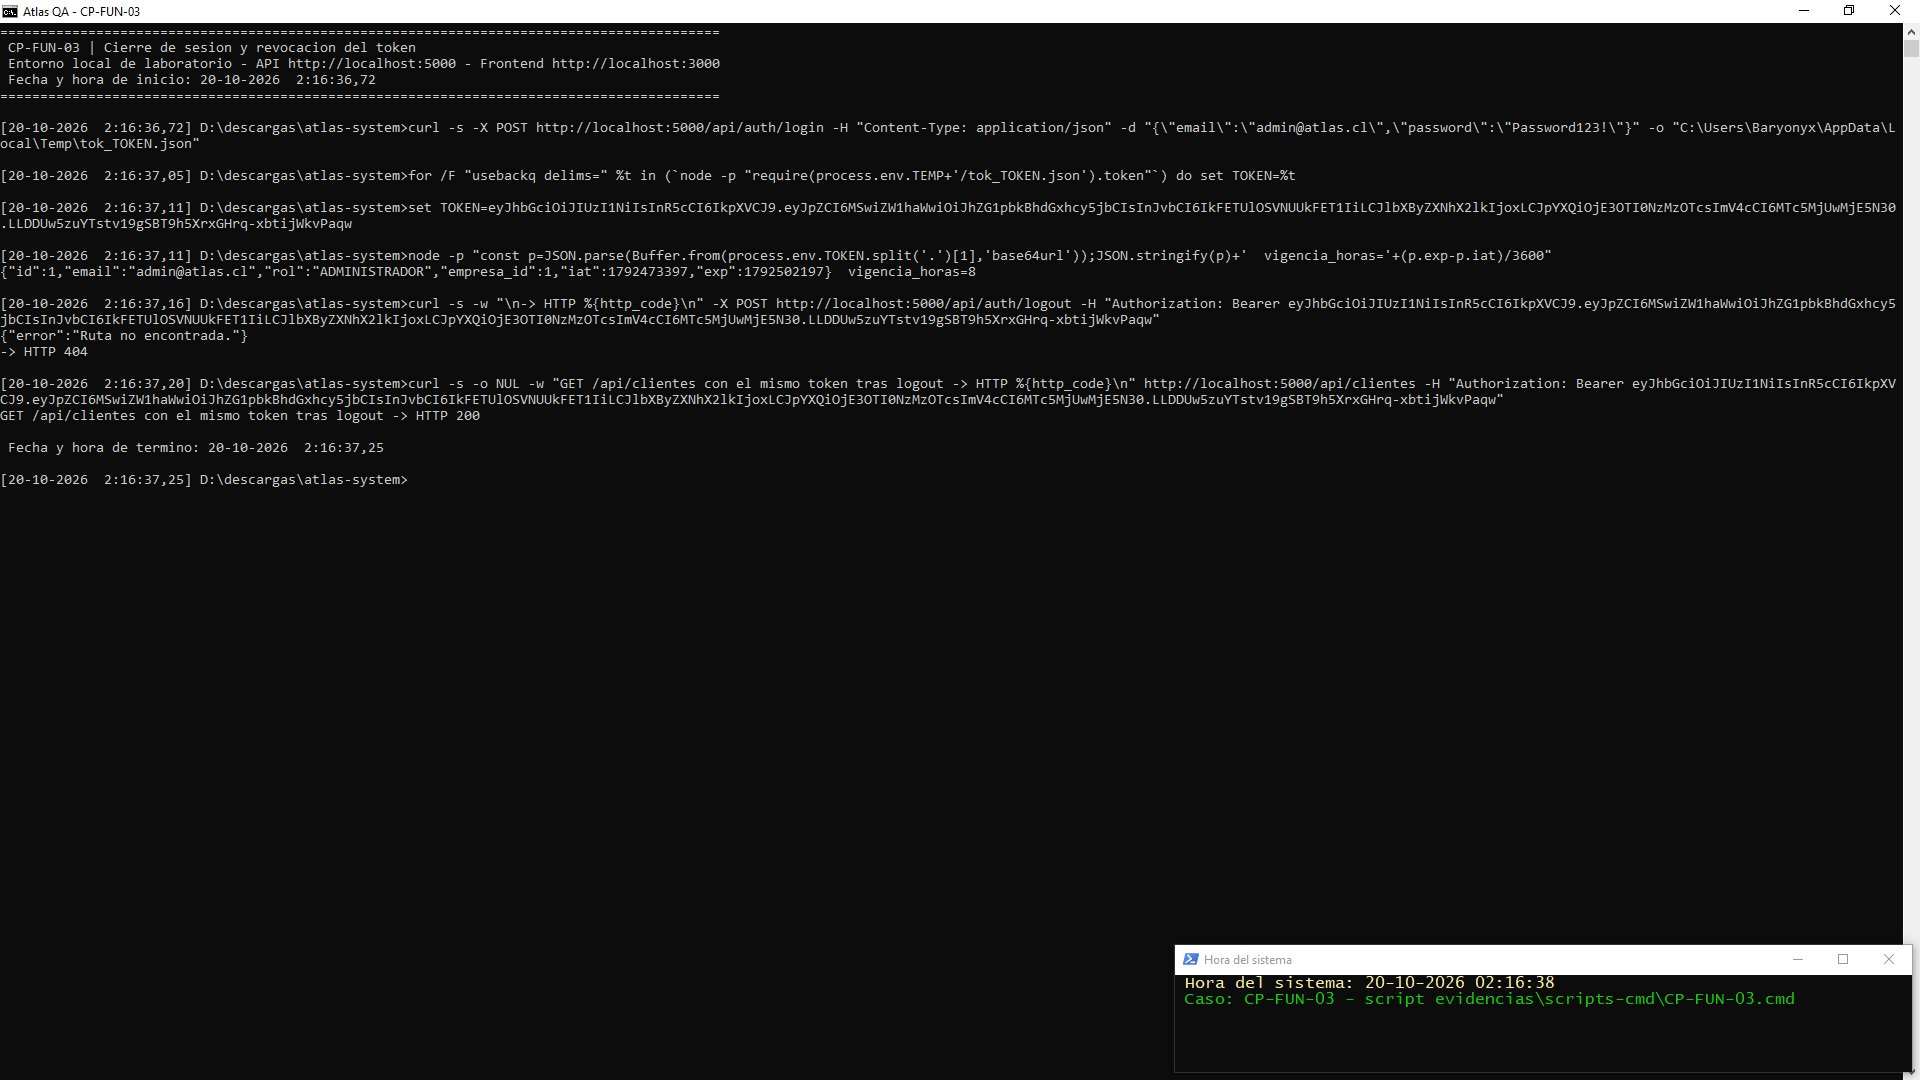 Atlas QA - CP-FUN-03
==========================================================================================
CP-FUN-03 | Cierre de sesion y revocacion del token
Entorno local de laboratorio - API http://localhost:5000 - Frontend http://localhost:3000
Fecha y hora de inicio: 20-10-2026  2:16:36,72
==========================================================================================
[20-10-2026  2:16:36,72] D:\descargas\atlas-system>curl -s -X POST http://localhost:5000/api/auth/login -H "Content-Type: application/json" -d "{\"email\":\"admin@atlas.cl\",\"password\":\"Password123!\"}" -o "C:\Users\Baryonyx\AppData\L
ocal\Temp\tok_TOKEN.json"
[20-10-2026  2:16:37,05] D:\descargas\atlas-system>for /F "usebackq delims=" %t in (`node -p "require(process.env.TEMP+'/tok_TOKEN.json').token"`) do set TOKEN=%t
[20-10-2026  2:16:37,11] D:\descargas\atlas-system>set TOKEN=eyJhbGciOiJIUzI1NiIsInR5cCI6IkpXVCJ9.eyJpZCI6MSwiZW1haWwiOiJhZG1pbkBhdGxhcy5jbCIsInJvbCI6IkFETUlOSVNUUkFET1IiLCJlbXByZXNhX2lkIjoxLCJpYXQiOjE3OTI0NzMzOTcsImV4cCI6MTc5MjUwMjE5N30
.LLDDUw5zuYTstv19gSBT9h5XrxGHrq-xbtijWkvPaqw
[20-10-2026  2:16:37,11] D:\descargas\atlas-system>node -p "const p=JSON.parse(Buffer.from(process.env.TOKEN.split('.')[1],'base64url'));JSON.stringify(p)+'  vigencia_horas='+(p.exp-p.iat)/3600"
{"id":1,"email":"admin@atlas.cl","rol":"ADMINISTRADOR","empresa_id":1,"iat":1792473397,"exp":1792502197}  vigencia_horas=8
[20-10-2026  2:16:37,16] D:\descargas\atlas-system>curl -s -w "\n-> HTTP %{http_code}\n" -X POST http://localhost:5000/api/auth/logout -H "Authorization: Bearer eyJhbGciOiJIUzI1NiIsInR5cCI6IkpXVCJ9.eyJpZCI6MSwiZW1haWwiOiJhZG1pbkBhdGxhcy5
jbCIsInJvbCI6IkFETUlOSVNUUkFET1IiLCJlbXByZXNhX2lkIjoxLCJpYXQiOjE3OTI0NzMzOTcsImV4cCI6MTc5MjUwMjE5N30.LLDDUw5zuYTstv19gSBT9h5XrxGHrq-xbtijWkvPaqw"
{"error":"Ruta no encontrada."}
-> HTTP 404
[20-10-2026  2:16:37,20] D:\descargas\atlas-system>curl -s -o NUL -w "GET /api/clientes con el mismo token tras logout -> HTTP %{http_code}\n" http://localhost:5000/api/clientes -H "Authorization: Bearer eyJhbGciOiJIUzI1NiIsInR5cCI6IkpXV
CJ9.eyJpZCI6MSwiZW1haWwiOiJhZG1pbkBhdGxhcy5jbCIsInJvbCI6IkFETUlOSVNUUkFET1IiLCJlbXByZXNhX2lkIjoxLCJpYXQiOjE3OTI0NzMzOTcsImV4cCI6MTc5MjUwMjE5N30.LLDDUw5zuYTstv19gSBT9h5XrxGHrq-xbtijWkvPaqw"
GET /api/clientes con el mismo token tras logout -> HTTP 200
Fecha y hora de termino: 20-10-2026  2:16:37,25
[20-10-2026  2:16:37,25] D:\descargas\atlas-system>
Hora del sistema
Hora del sistema: 20-10-2026 02:16:38
Caso: CP-FUN-03 - script evidencias\scripts-cmd\CP-FUN-03.cmd